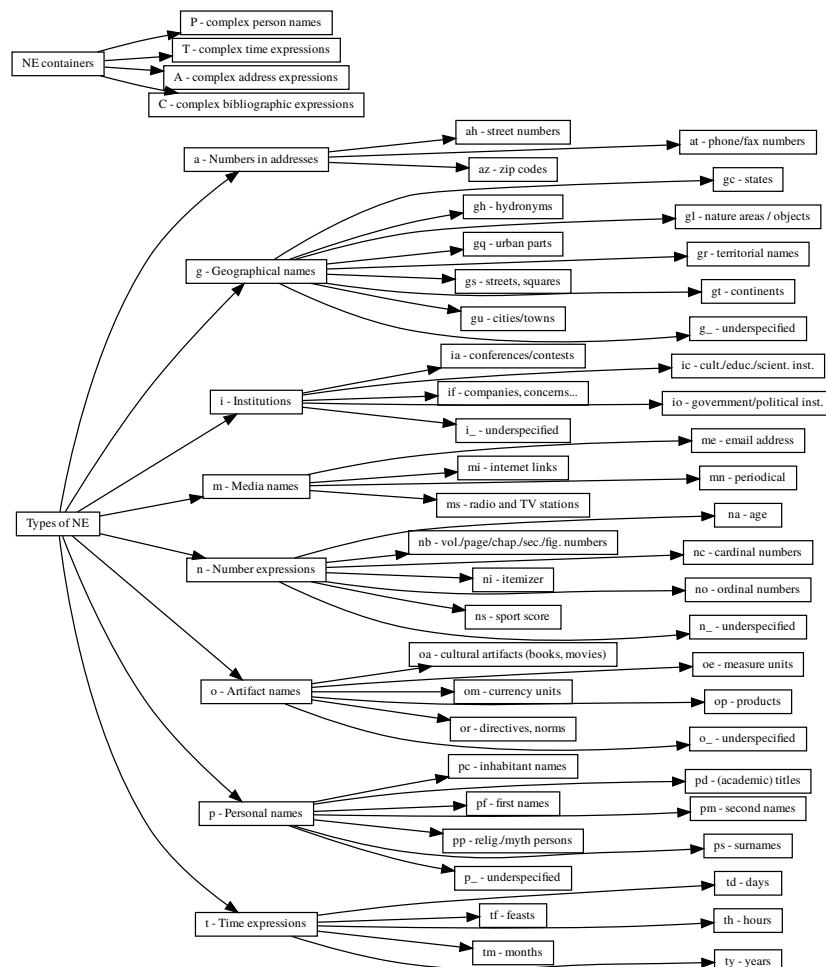 P - complex person names
T - complex time expressions
NE containers
A - complex address expressions
C - complex bibliographic expressions
ah - street numbers
at - phone/fax numbers
a - Numbers in addresses
az - zip codes
gc - states
gh - hydronyms
gl - nature areas / objects
gq - urban parts
gr - territorial names
g - Geographical names
gs - streets, squares
gt - continents
gu - cities/towns
g_ - underspecified
ia - conferences/contests
ic - cult./educ./scient. inst.
if - companies, concerns...
i - Institutions
io - government/political inst.
i_ - underspecified
me - email address
mi - internet links
mn - periodical
m - Media names
ms - radio and TV stations
Types of NE
na - age
nb - vol./page/chap./sec./fig. numbers
nc - cardinal numbers
n - Number expressions
ni - itemizer
no - ordinal numbers
ns - sport score
n_ - underspecified
oa - cultural artifacts (books, movies)
oe - measure units
o - Artifact names
om - currency units
op - products
or - directives, norms
o_ - underspecified
pc - inhabitant names
pd - (academic) titles
pf - first names
pm - second names
p - Personal names
pp - relig./myth persons
ps - surnames
p_ - underspecified
td - days
tf - feasts
th - hours
t - Time expressions
tm - months
ty - years